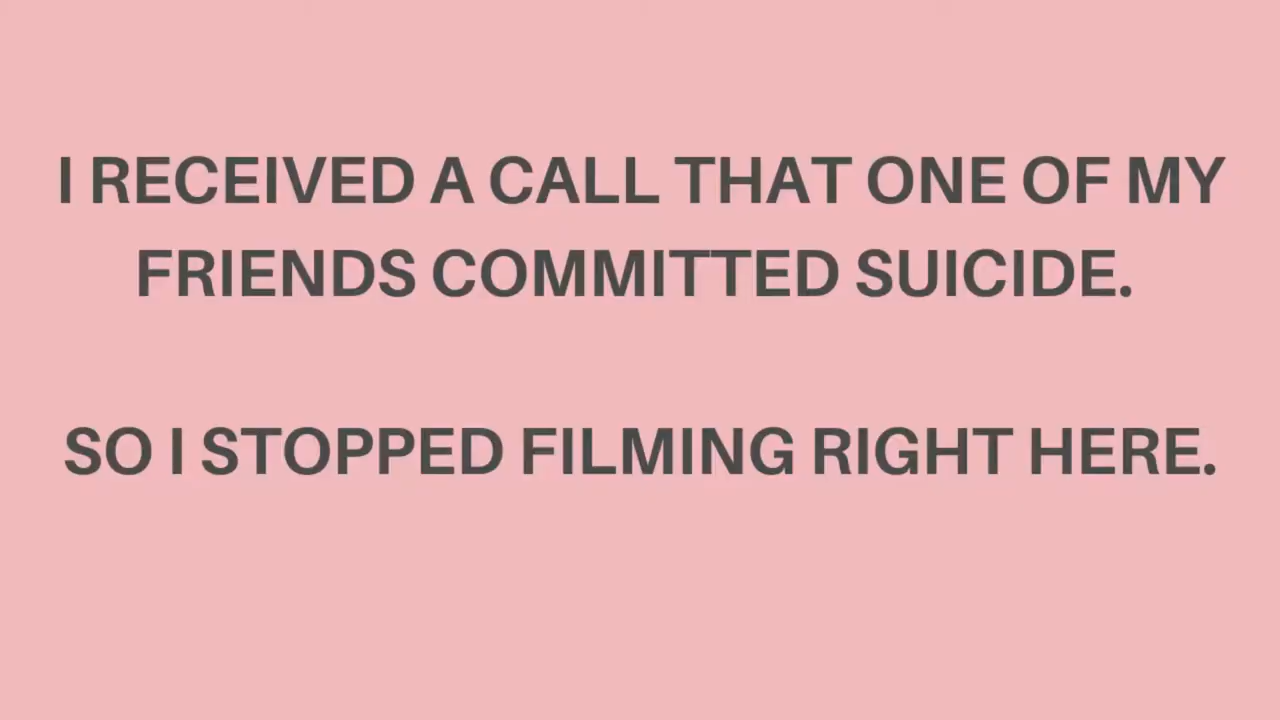 I RECEIVED A CALL THAT ONE OF MY
FRIENDS COMMITTED SUICIDE.
SO I STOPPED FILMING RIGHT HERE.